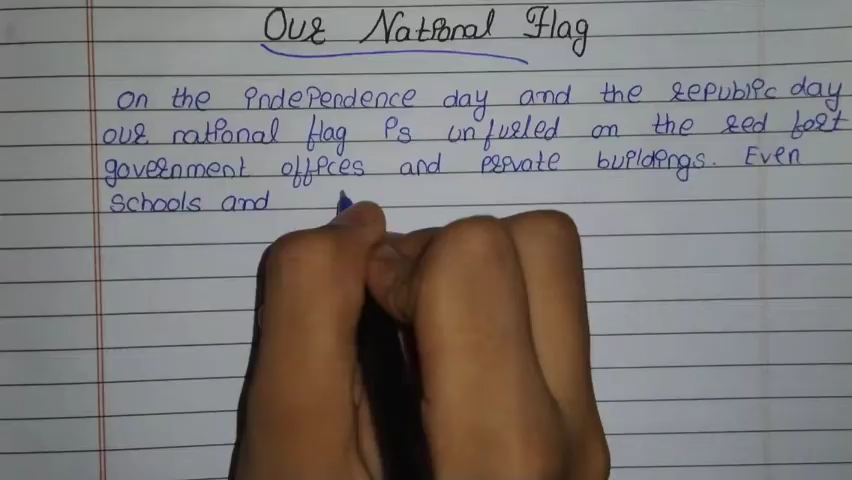 Our National Flag
On the independence day and the republic day
our national flag is unfurled on the red fort
government offices and private buildings. Even
schools and